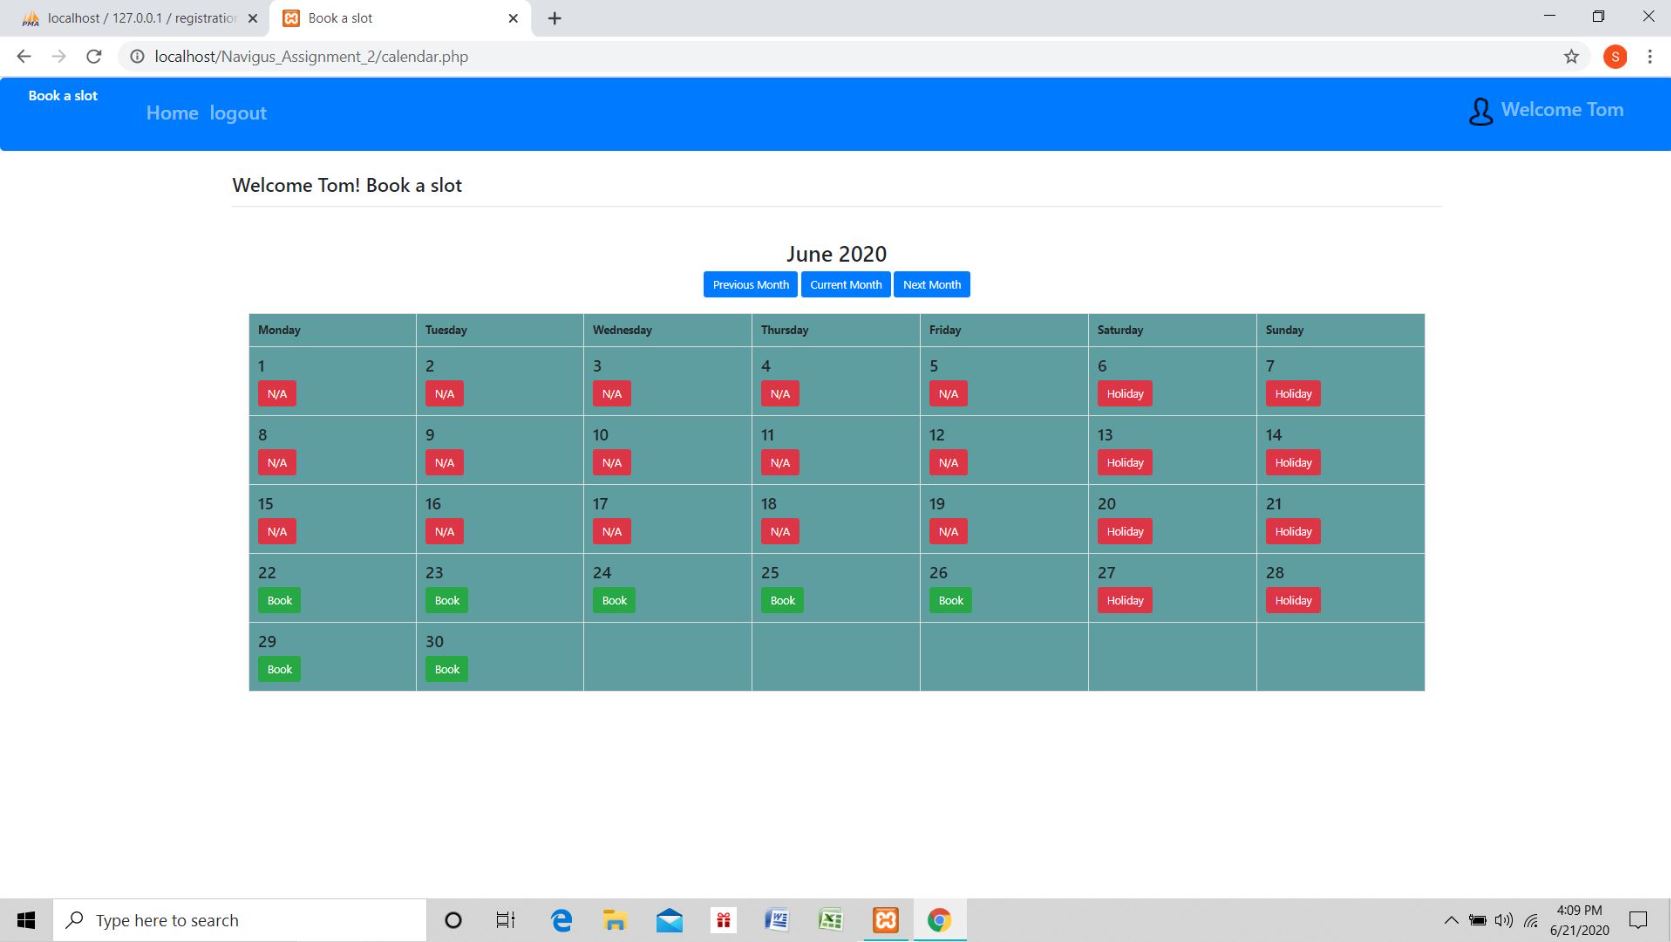 localhost / 127.0.0.1 / registration
Book a slot
localhost/Navigus_Assignment_2/calendar.php
S
Book a slot
Home logout
Welcome Tom
Welcome Tom! Book a slot
June 2020
Previous Month Current Month Next Month
Monday Tuesday Wednesday Thursday Friday Saturday Sunday
1 2 3 4 5 6 7
N/A N/A N/A N/A N/A Holiday Holiday
8 9 10 11 12 13 14
N/A N/A N/A N/A N/A Holiday Holiday
15 16 17 18 19 20 21
N/A N/A N/A N/A N/A Holiday Holiday
22 23 24 25 26 27 28
Book Book Book Book Book Holiday Holiday
29 30
Book Book
Type here to search
4:09 PM
6/21/2020